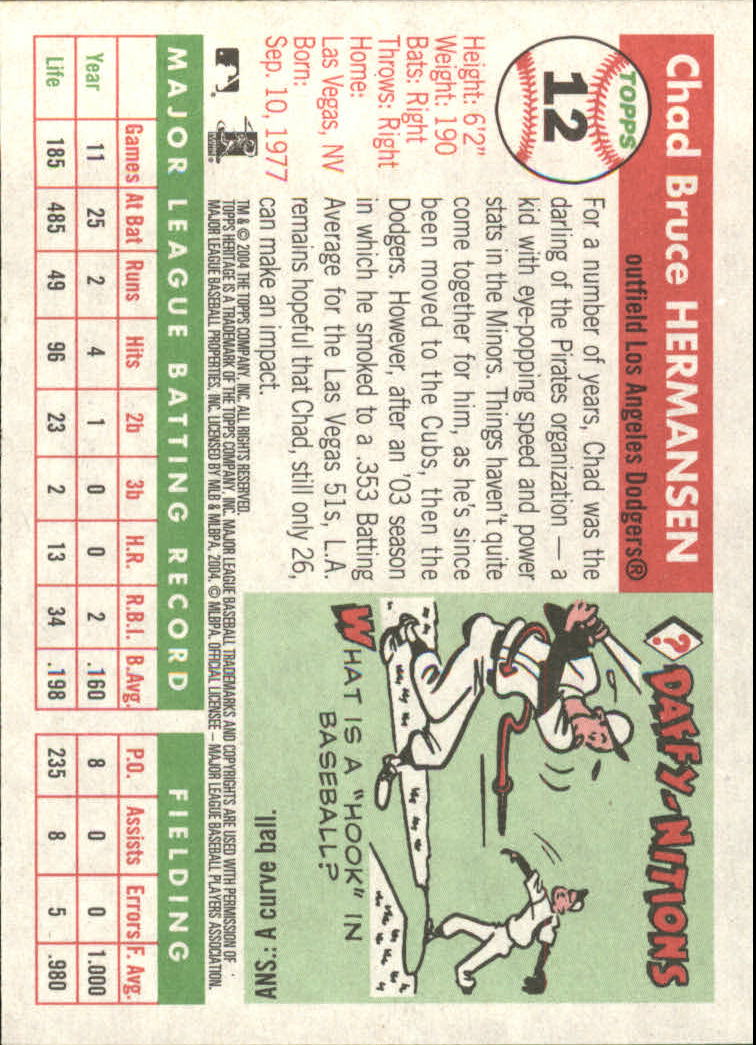 Chad Bruce HERMANSEN
outfield Los Angeles Dodgers®
TOPPS
12
Height: 6'2"
Weight: 190
Bats: Right
Throws: Right
Home:
Las Vegas, NV
Born:
Sep. 10, 1977
For a number of years, Chad was the
darling of the Pirates organization — a
kid with eye-popping speed and power
stats in the Minors. Things haven't quite
come together for him, as he's since
been moved to the Cubs, then the
Dodgers. However, after an '03 season
in which he smoked to a .353 Batting
Average for the Las Vegas 51s, L.A.
remains hopeful that Chad, still only 26,
can make an impact.
? DAFFY-NITIONS
WHAT IS A "HOOK" IN
BASEBALL?
ANS.: A curve ball.
TM & © 2004 THE TOPPS COMPANY, INC. ALL RIGHTS RESERVED.
TOPPS HERITAGE IS A TRADEMARK OF THE TOPPS COMPANY, INC. MAJOR LEAGUE BASEBALL TRADEMARKS AND COPYRIGHTS ARE USED WITH PERMISSION OF
MAJOR LEAGUE BASEBALL PROPERTIES, INC. LICENSED BY MLB & MLBPA, 2004. © MLBPA. OFFICIAL LICENSEE – MAJOR LEAGUE BASEBALL PLAYERS ASSOCIATION.
MAJOR LEAGUE BATTING RECORD FIELDING
Games At Bat Runs Hits 2b 3b H.R. R.B.I. B.Avg. P.O. Assists Errors F. Avg.
Year 11 25 2 4 1 0 0 2 .160 8 0 0 1.000
Life 185 485 49 96 23 2 13 34 .198 235 8 5 .980